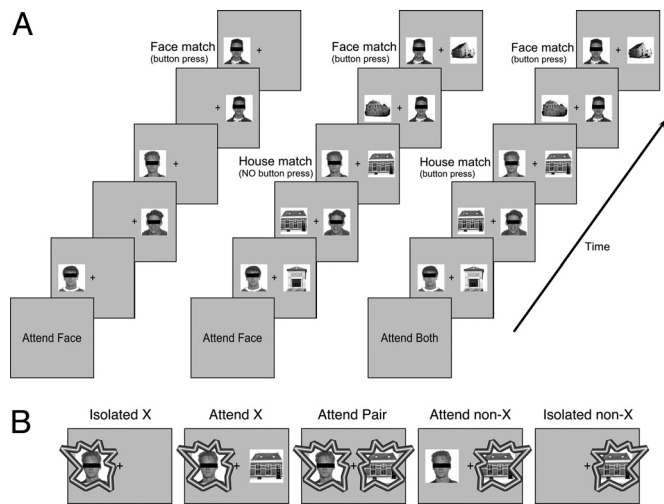 A
Face match
(button press)
Face match
(button press)
Face match
(button press)
House match
(NO button press)
House match
(button press)
Time
Attend Face
Attend Face
Attend Both
B
Isolated X
Attend X
Attend Pair
Attend non-X
Isolated non-X